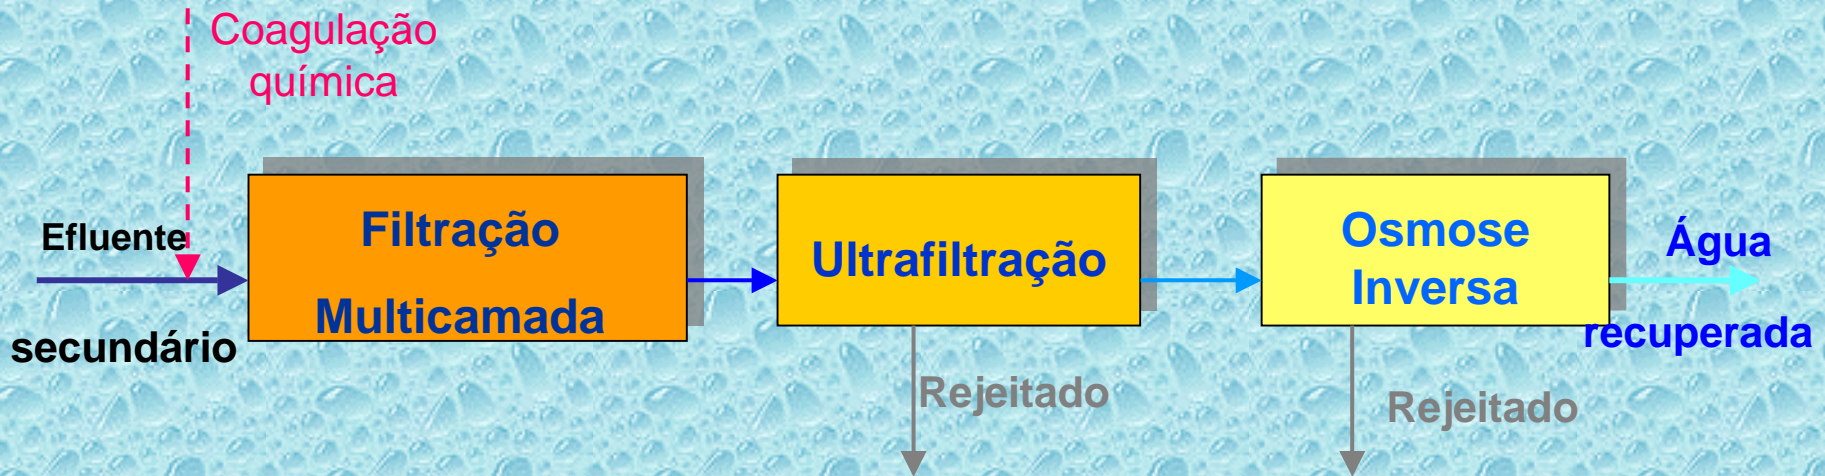 Coagulação
química
Efluente
secundário
Filtração
Multicamada
Ultrafiltração
Osmose
Inversa
Água
recuperada
Rejeitado
Rejeitado